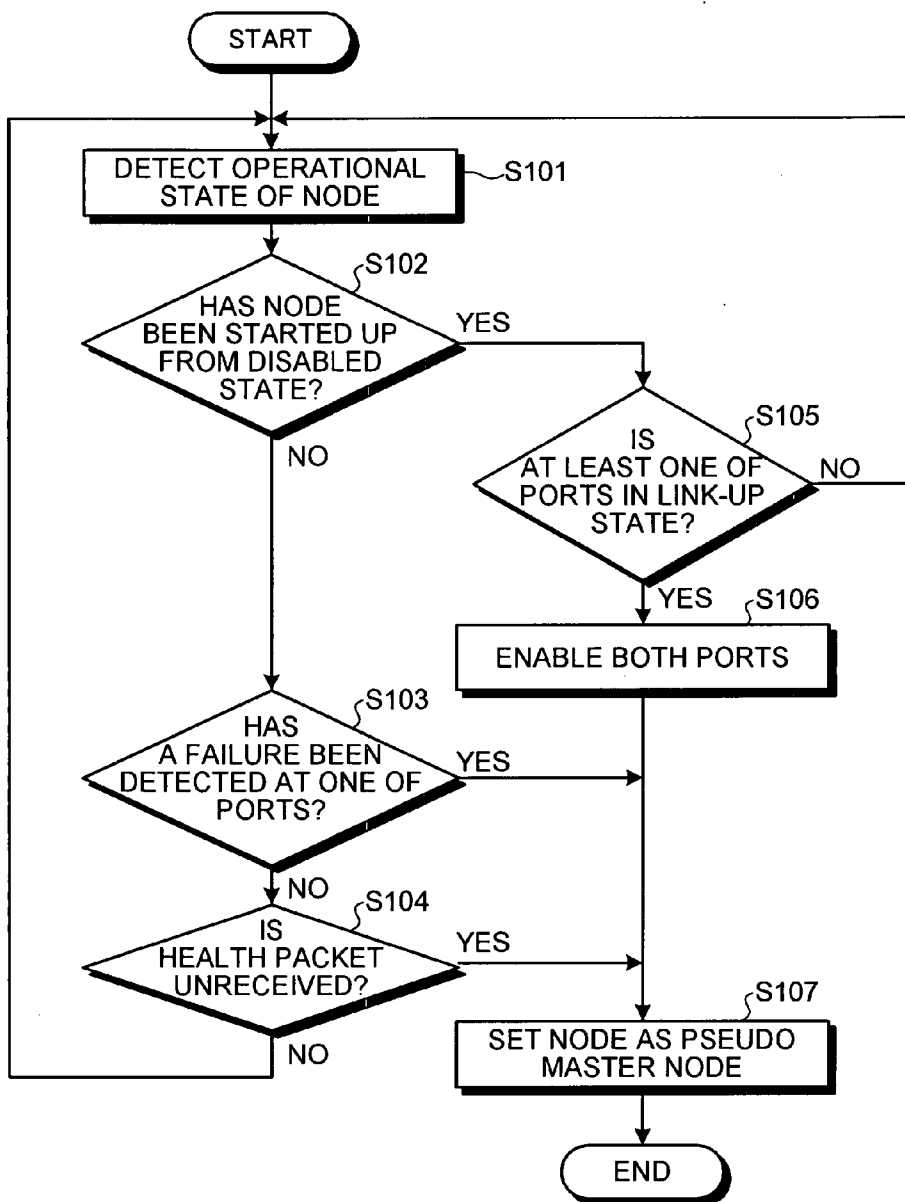 START
DETECT OPERATIONAL
STATE OF NODE
S101
S102
HAS NODE
BEEN STARTED UP
FROM DISABLED
STATE?
YES
NO
S105
IS
AT LEAST ONE OF
PORTS IN LINK-UP
STATE?
NO
YES
S106
ENABLE BOTH PORTS
S103
HAS
A FAILURE BEEN
DETECTED AT ONE OF
PORTS?
YES
NO
S104
IS
HEALTH PACKET
UNRECEIVED?
YES
NO
S107
SET NODE AS PSEUDO
MASTER NODE
END